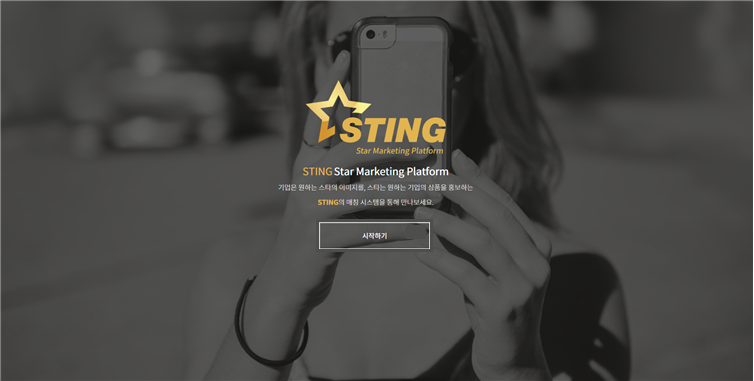 STING
Star Marketing Platform
STING Star Marketing Platform
기업은 원하는 스타의 이미지를, 스타는 원하는 기업의 상품을 홍보하는
STING의 매칭 시스템을 통해 만나보세요.
시작하기